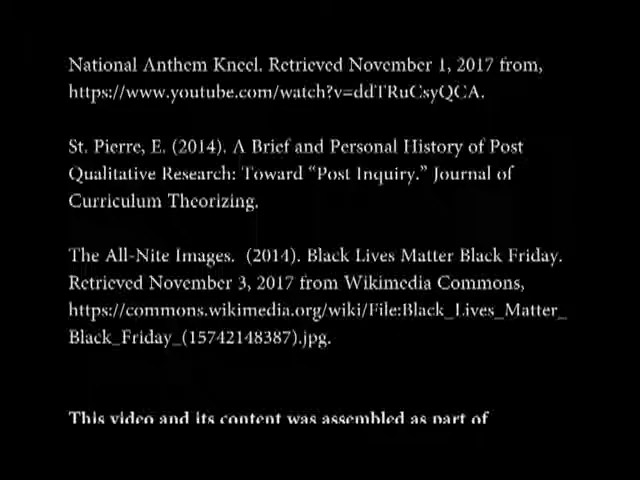 National Anthem Kneel. Retrieved November 1, 2017 from,
https://www.youtube.com/watch?v=ddTRuCsyQCA.
St. Pierre, E. (2014). A Brief and Personal History of Post
Qualitative Research: Toward “Post Inquiry.” Journal of
Curriculum Theorizing.
The All-Nite Images.  (2014). Black Lives Matter Black Friday.
Retrieved November 3, 2017 from Wikimedia Commons,
https://commons.wikimedia.org/wiki/File:Black_Lives_Matter_
Black_Friday_(15742148387).jpg.
This video and its content was assembled as part of